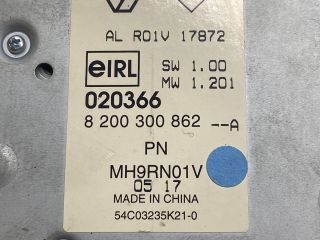 AL R01V 17872
eIRL
SW 1.00
MW 1.201
020366
8 200 300 862 --A
PN
MH9RN01V
05 17
MADE IN CHINA
54C03235K21-0